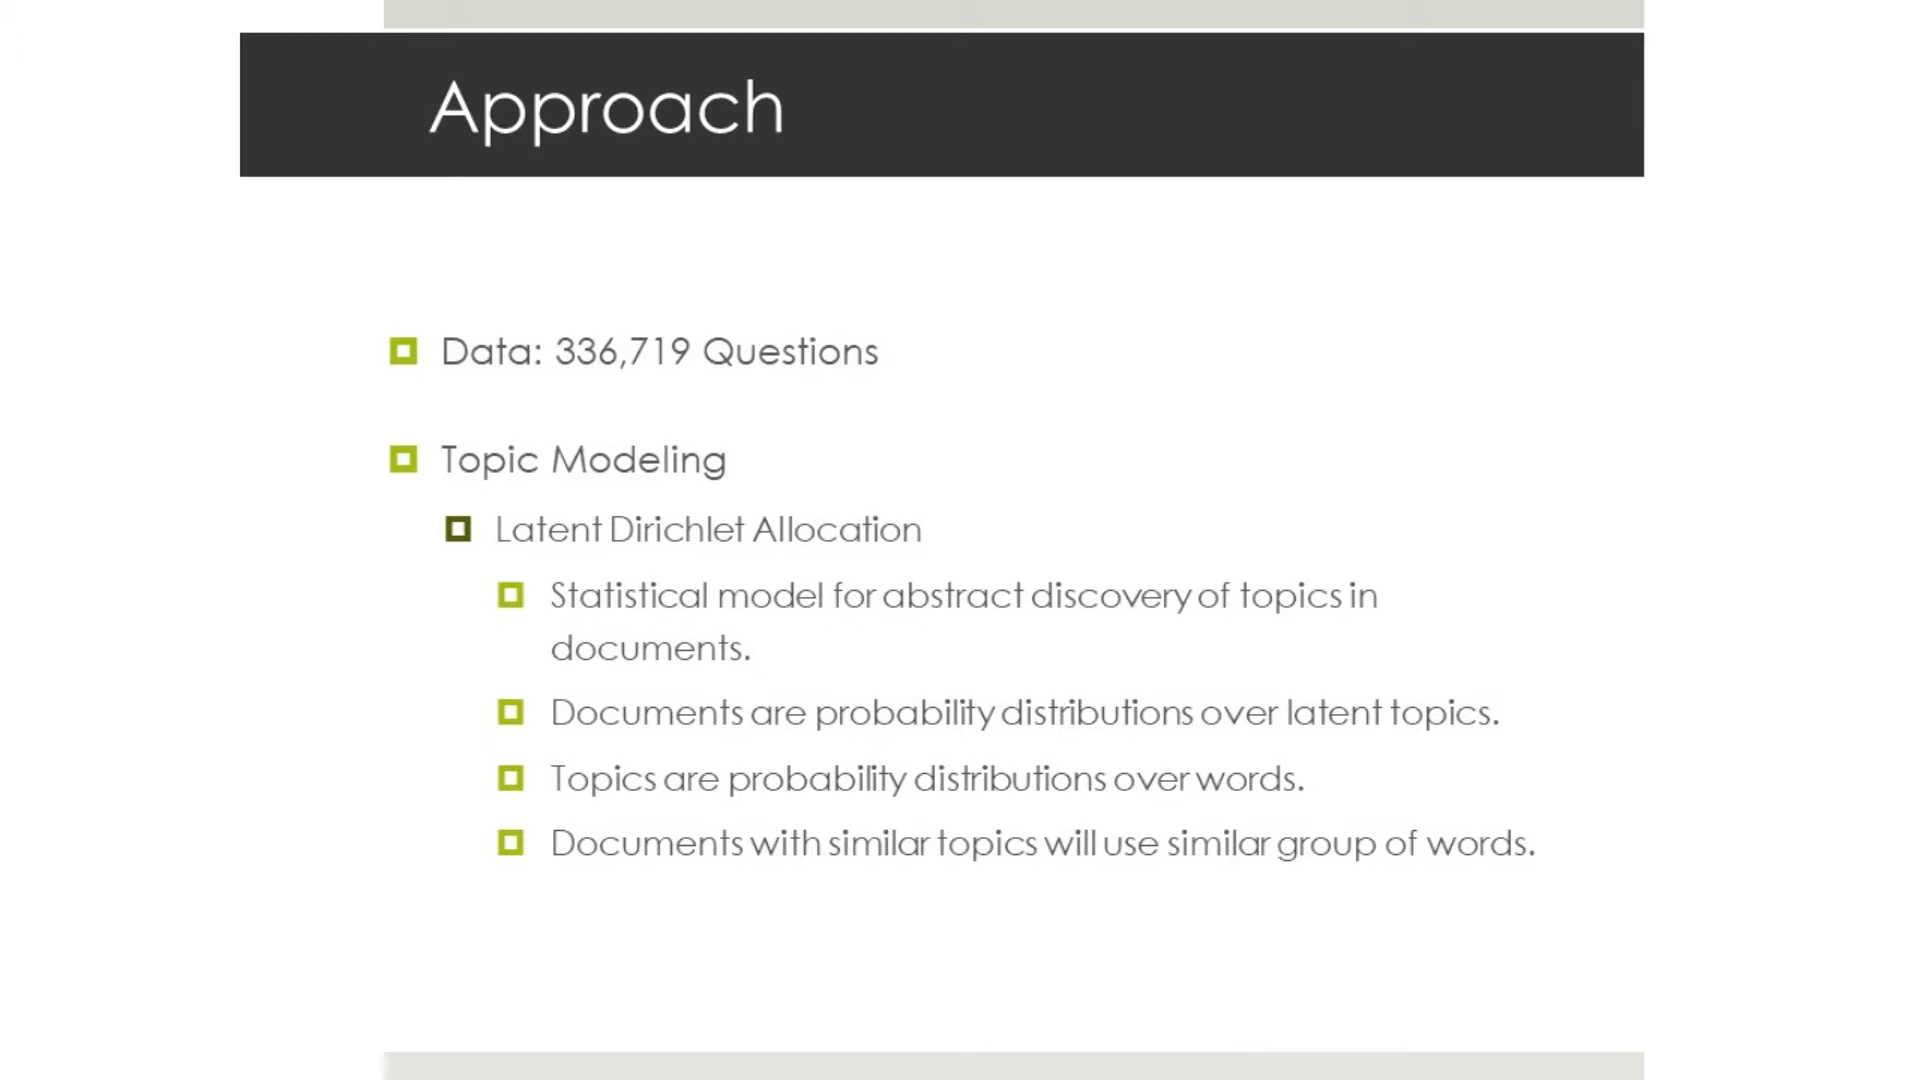 Approach
Data: 336,719 Questions
Topic Modeling
Latent Dirichlet Allocation
Statistical model for abstract discovery of topics in
documents.
Documents are probability distributions over latent topics.
Topics are probability distributions over words.
Documents with similar topics will use similar group of words.